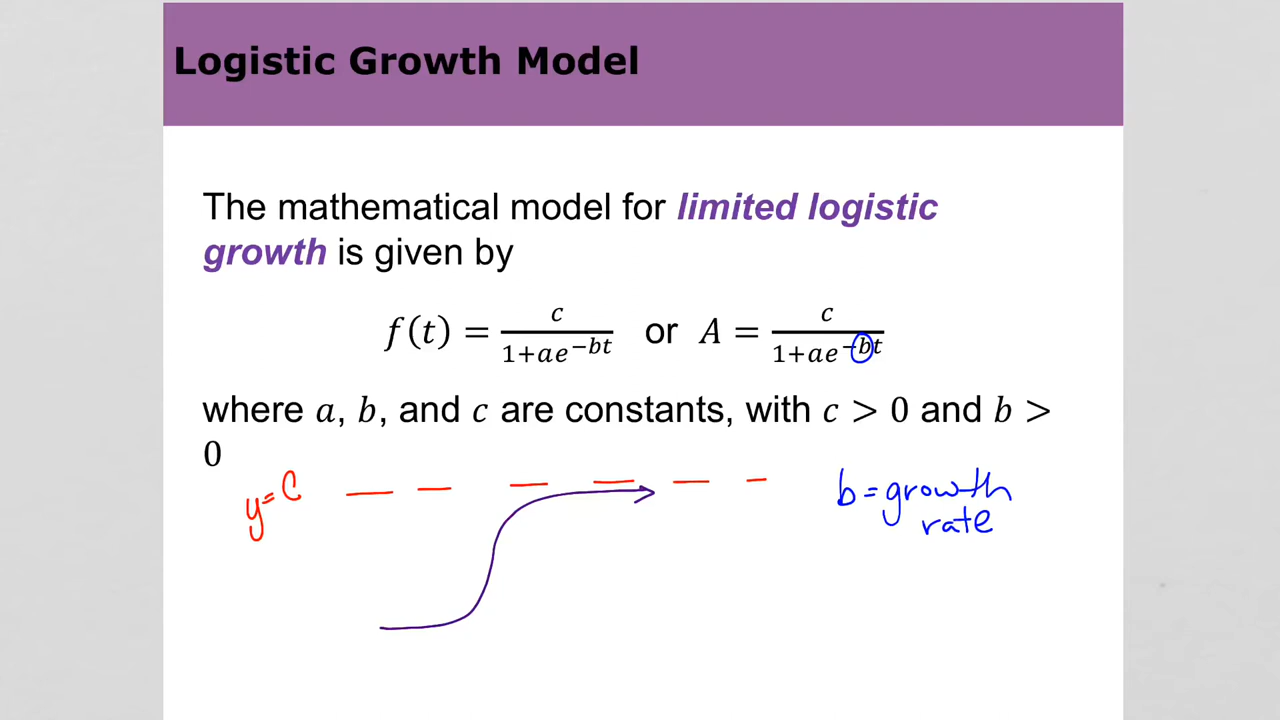 Logistic Growth Model
The mathematical model for limited logistic
growth is given by
f(t) = c/(1+ae^{−bt}) or A = c/(1+ae^{−bt})
where a, b, and c are constants, with c > 0 and b >
0
y=C
b=growth
rate